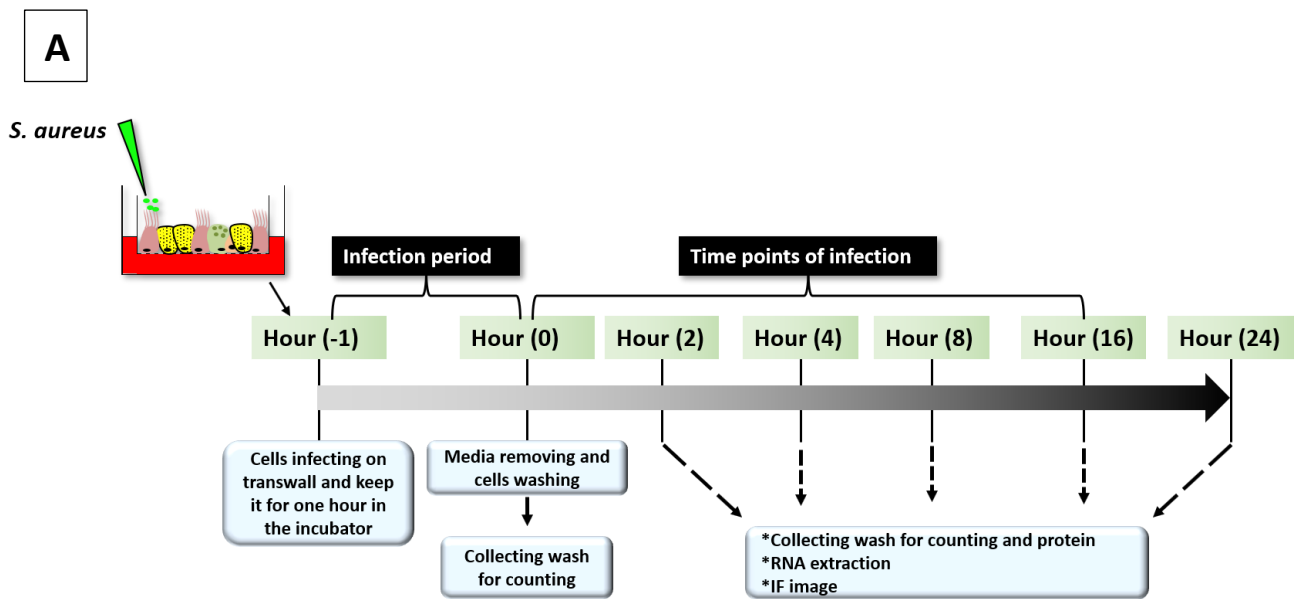 A
S. aureus
Infection period
Time points of infection
Hour (-1)
Hour (0)
Hour (2)
Hour (4)
Hour (8)
Hour (16)
Hour (24)
Cells infecting on
transwall and keep
it for one hour in
the incubator
Media removing and
cells washing
Collecting wash
for counting
*Collecting wash for counting and protein
*RNA extraction
*IF image